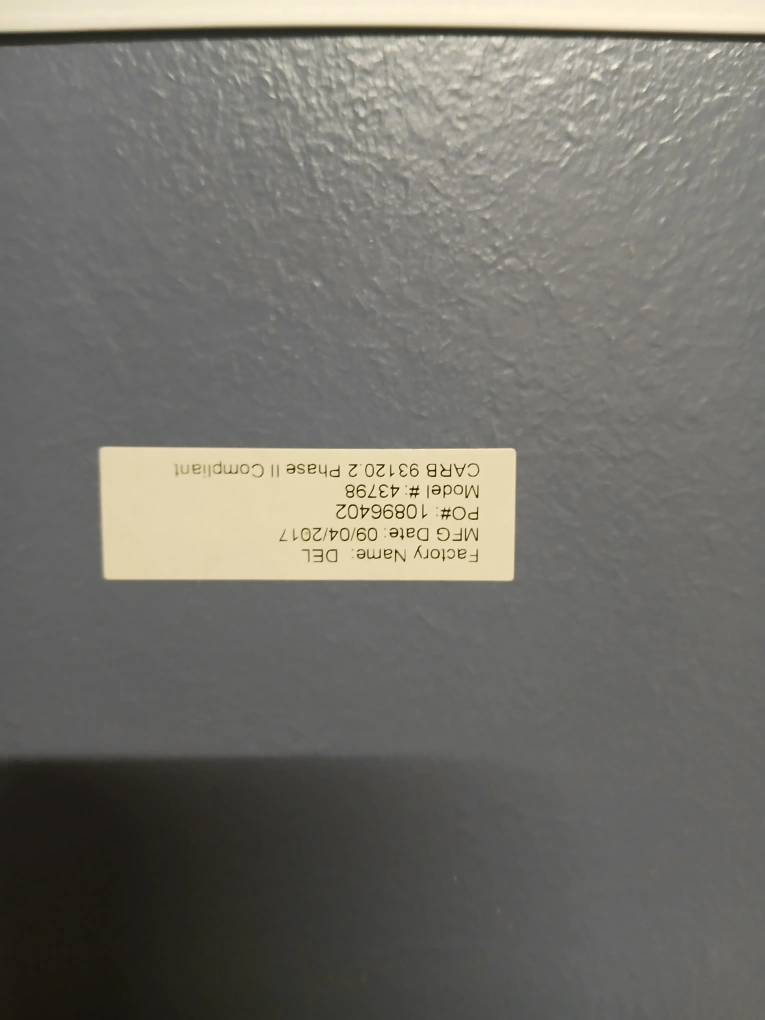 Factory Name: DEL
MFG Date: 09/04/2017
PO#: 10896402
Model #: 43798
CARB 93120.2 Phase II Compliant